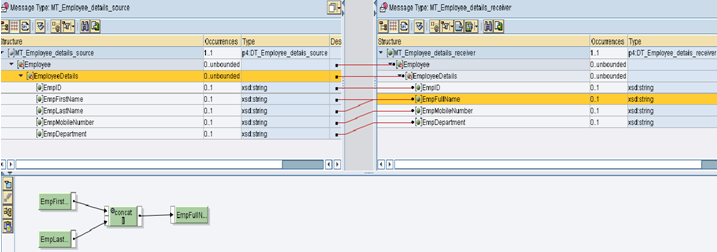 Message Type: MT_Employee_details_source
Structure Occurrences Type Des
MT_Employee_details_source 1..1 p4:DT_Employee_details_source
Employee 0..unbounded
EmployeeDetails 0..unbounded
EmpID 0..1 xsd:string
EmpFirstName 0..1 xsd:string
EmpLastName 0..1 xsd:string
EmpMobileNumber 0..1 xsd:string
EmpDepartment 0..1 xsd:string
Message Type: MT_Employee_details_receiver
Structure Occurrences Type
MT_Employee_details_receiver 1..1 p4:DT_Employee_details_receiver
Employee 0..unbounded
EmployeeDetails 0..unbounded
EmpID 0..1 xsd:string
EmpFullName 0..1 xsd:string
EmpMobileNumber 0..1 xsd:string
EmpDepartment 0..1 xsd:string
EmpFirst...
concat
[]
EmpFullN...
EmpLast...